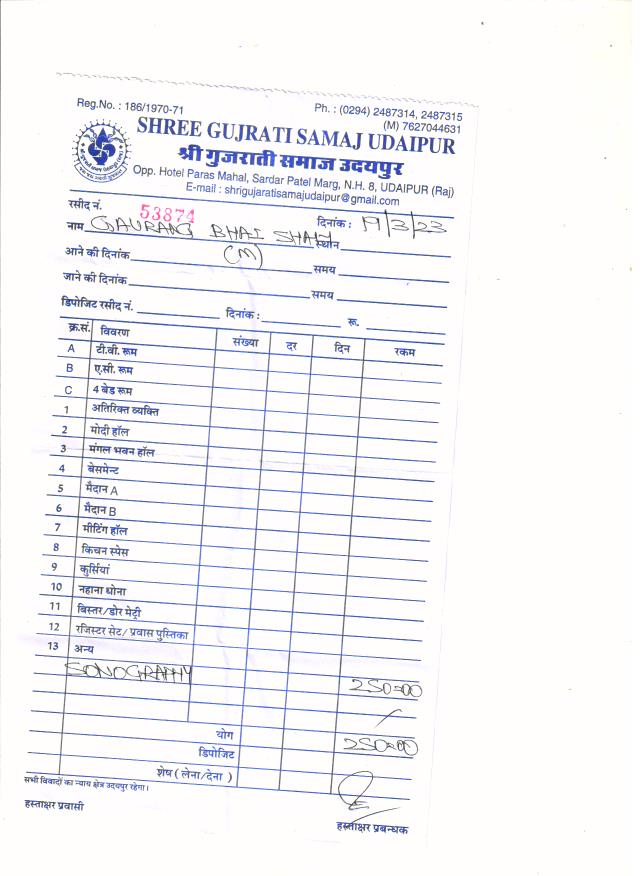 Reg.No. : 186/1970-71
Ph. : (0294) 2487314, 2487315
(M) 7627044631
SHREE GUJRATI SAMAJ UDAIPUR
श्री गुजराती समाज उदयपुर
Opp. Hotel Paras Mahal, Sardar Patel Marg, N.H. 8, UDAIPUR (Raj)
E-mail : shrigujaratisamajudaipur@gmail.com
रसीद नं. 53874 दिनांक : 19/3/23
नाम GAURANG BHAI SHAH स्थान
आने की दिनांक (M) समय
जाने की दिनांक समय
डिपोजिट रसीद नं. दिनांक : रू.
क्र.सं. विवरण संख्या दर दिन रकम
A टी.वी. रूम
B ए.सी. रूम
C 4 बेड रूम
1 अतिरिक्त व्यक्ति
2 मोदी हॉल
3 मंगल भवन हॉल
4 बेसमेन्ट
5 मैदान A
6 मैदान B
7 मीटिंग हॉल
8 किचन स्पेस
9 कुर्सियां
10 नहाना धोना
11 बिस्तर/डोर मेट्री
12 रजिस्टर सेट/ प्रवास पुस्तिका
13 अन्य
SONOGRAPHY 250=00
योग 250=00
डिपोजिट
शेष ( लेना/देना )
सभी विवादों का न्याय क्षेत्र उदयपुर रहेगा।
हस्ताक्षर प्रवासी
हस्ताक्षर प्रबन्धक